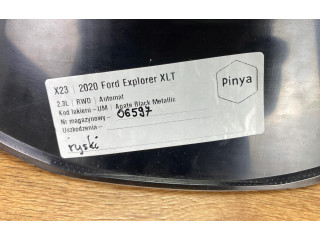 X23 | 2020 Ford Explorer XLT
2.3L | RWD | Automat
Kod lakieru - UM | Agate Black Metallic
Nr magazynowy - 06597
Uszkodzenia -
ryski
Pinya